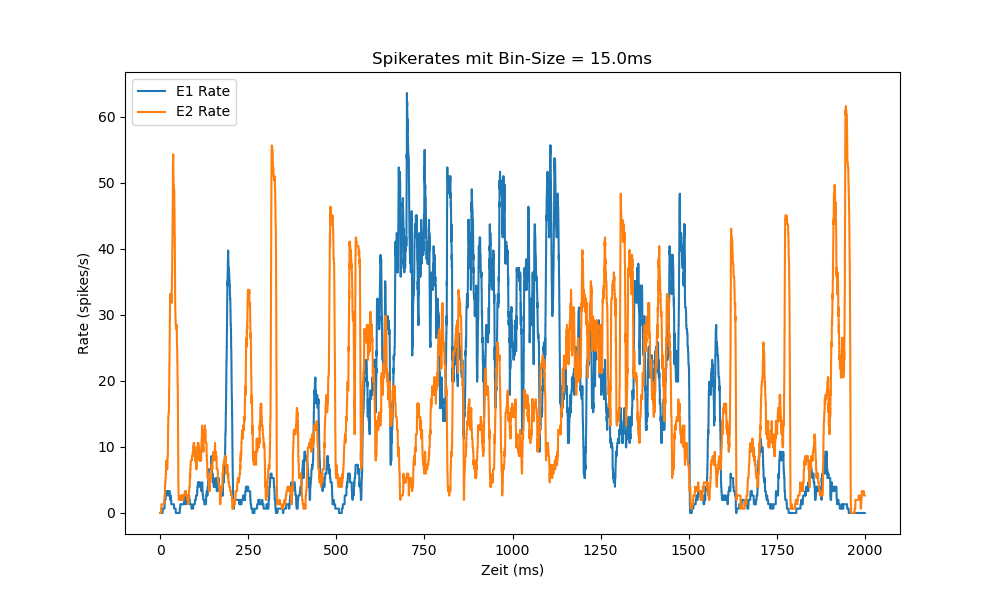 Spikerates mit Bin-Size = 15.0ms
E1 Rate
E2 Rate
60
50
40
30
20
10
0
Rate (spikes/s)
0 250 500 750 1000 1250 1500 1750 2000
Zeit (ms)